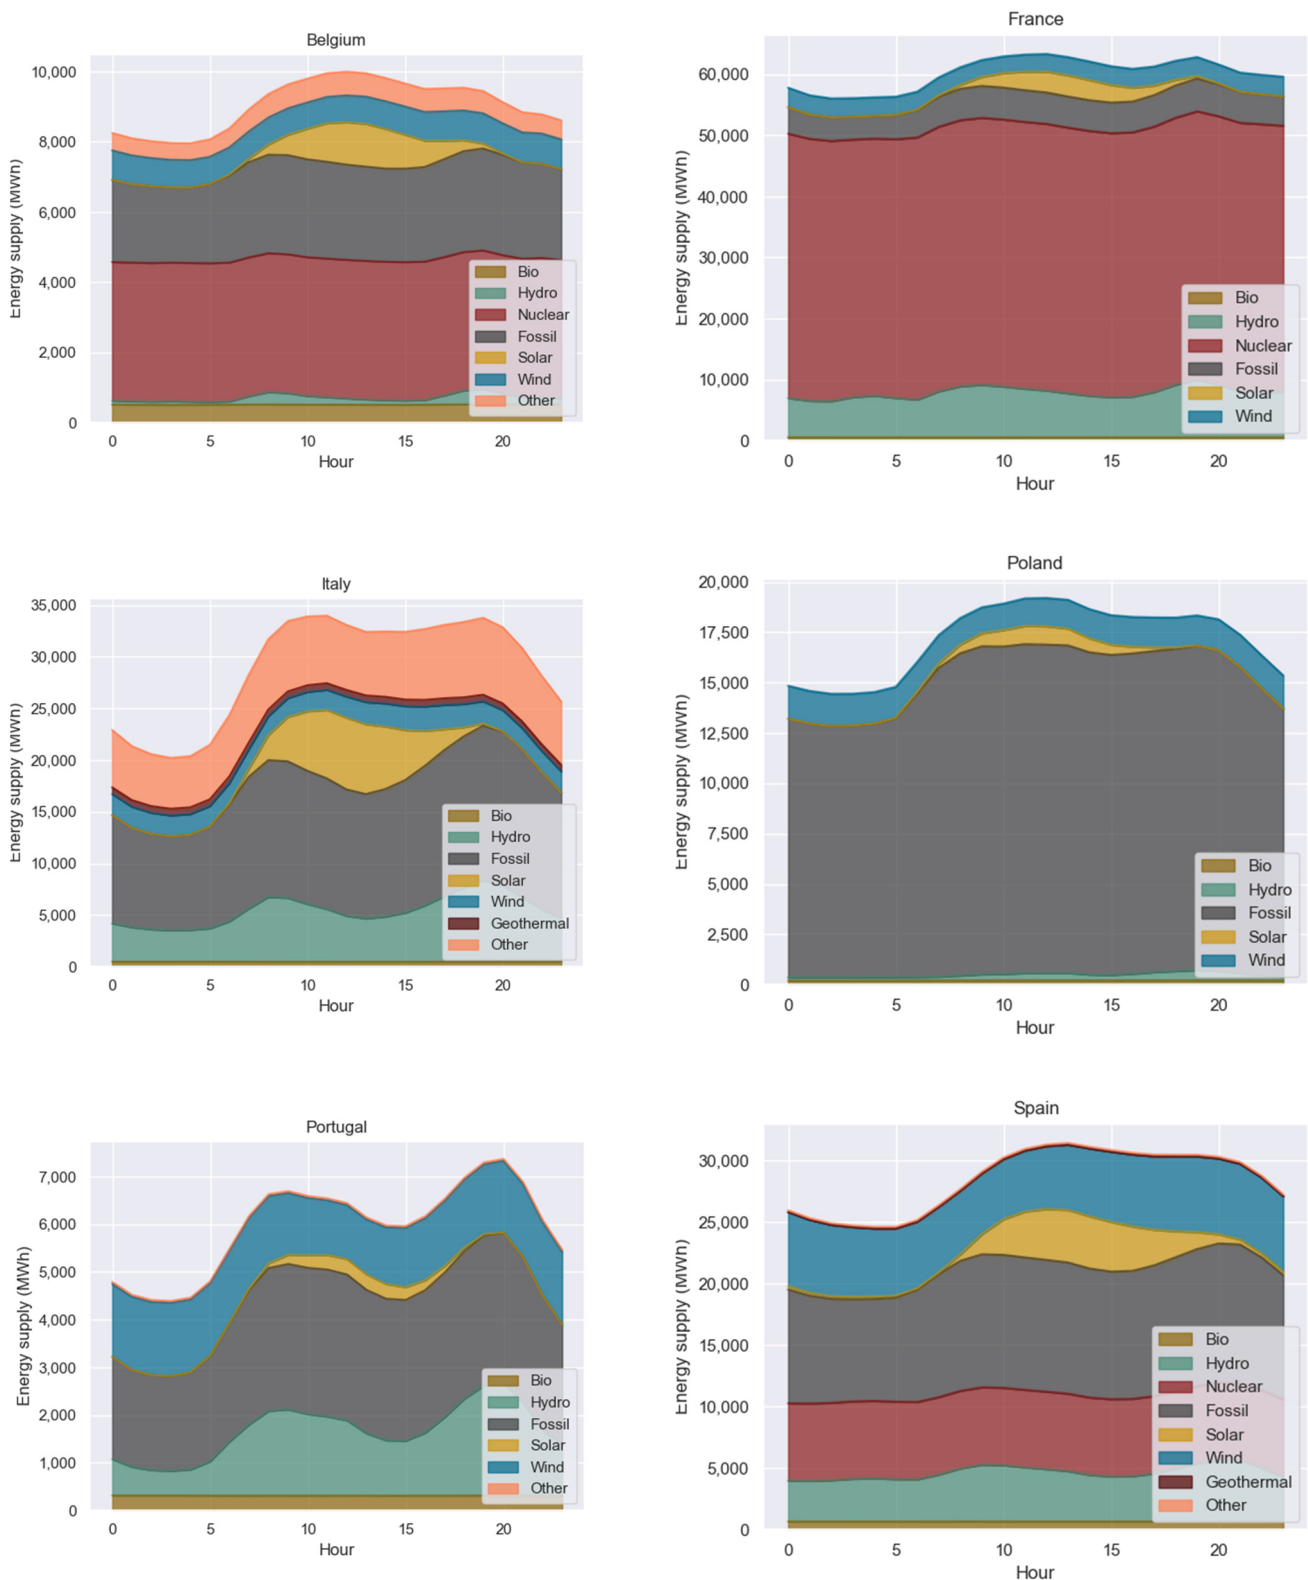 Belgium
10,000
8,000
6,000
4,000
2,000
0
Energy supply (MWh)
0 5 10 15 20
Hour
Bio
Hydro
Nuclear
Fossil
Solar
Wind
Other
France
60,000
50,000
40,000
30,000
20,000
10,000
0
Energy supply (MWh)
0 5 10 15 20
Hour
Bio
Hydro
Nuclear
Fossil
Solar
Wind
Italy
35,000
30,000
25,000
20,000
15,000
10,000
5,000
0
Energy supply (MWh)
0 5 10 15 20
Hour
Bio
Hydro
Fossil
Solar
Wind
Geothermal
Other
Poland
20,000
17,500
15,000
12,500
10,000
7,500
5,000
2,500
0
Energy supply (MWh)
0 5 10 15 20
Hour
Bio
Hydro
Fossil
Solar
Wind
Portugal
7,000
6,000
5,000
4,000
3,000
2,000
1,000
0
Energy supply (MWh)
0 5 10 15 20
Hour
Bio
Hydro
Fossil
Solar
Wind
Other
Spain
30,000
25,000
20,000
15,000
10,000
5,000
0
Energy supply (MWh)
0 5 10 15 20
Hour
Bio
Hydro
Nuclear
Fossil
Solar
Wind
Geothermal
Other